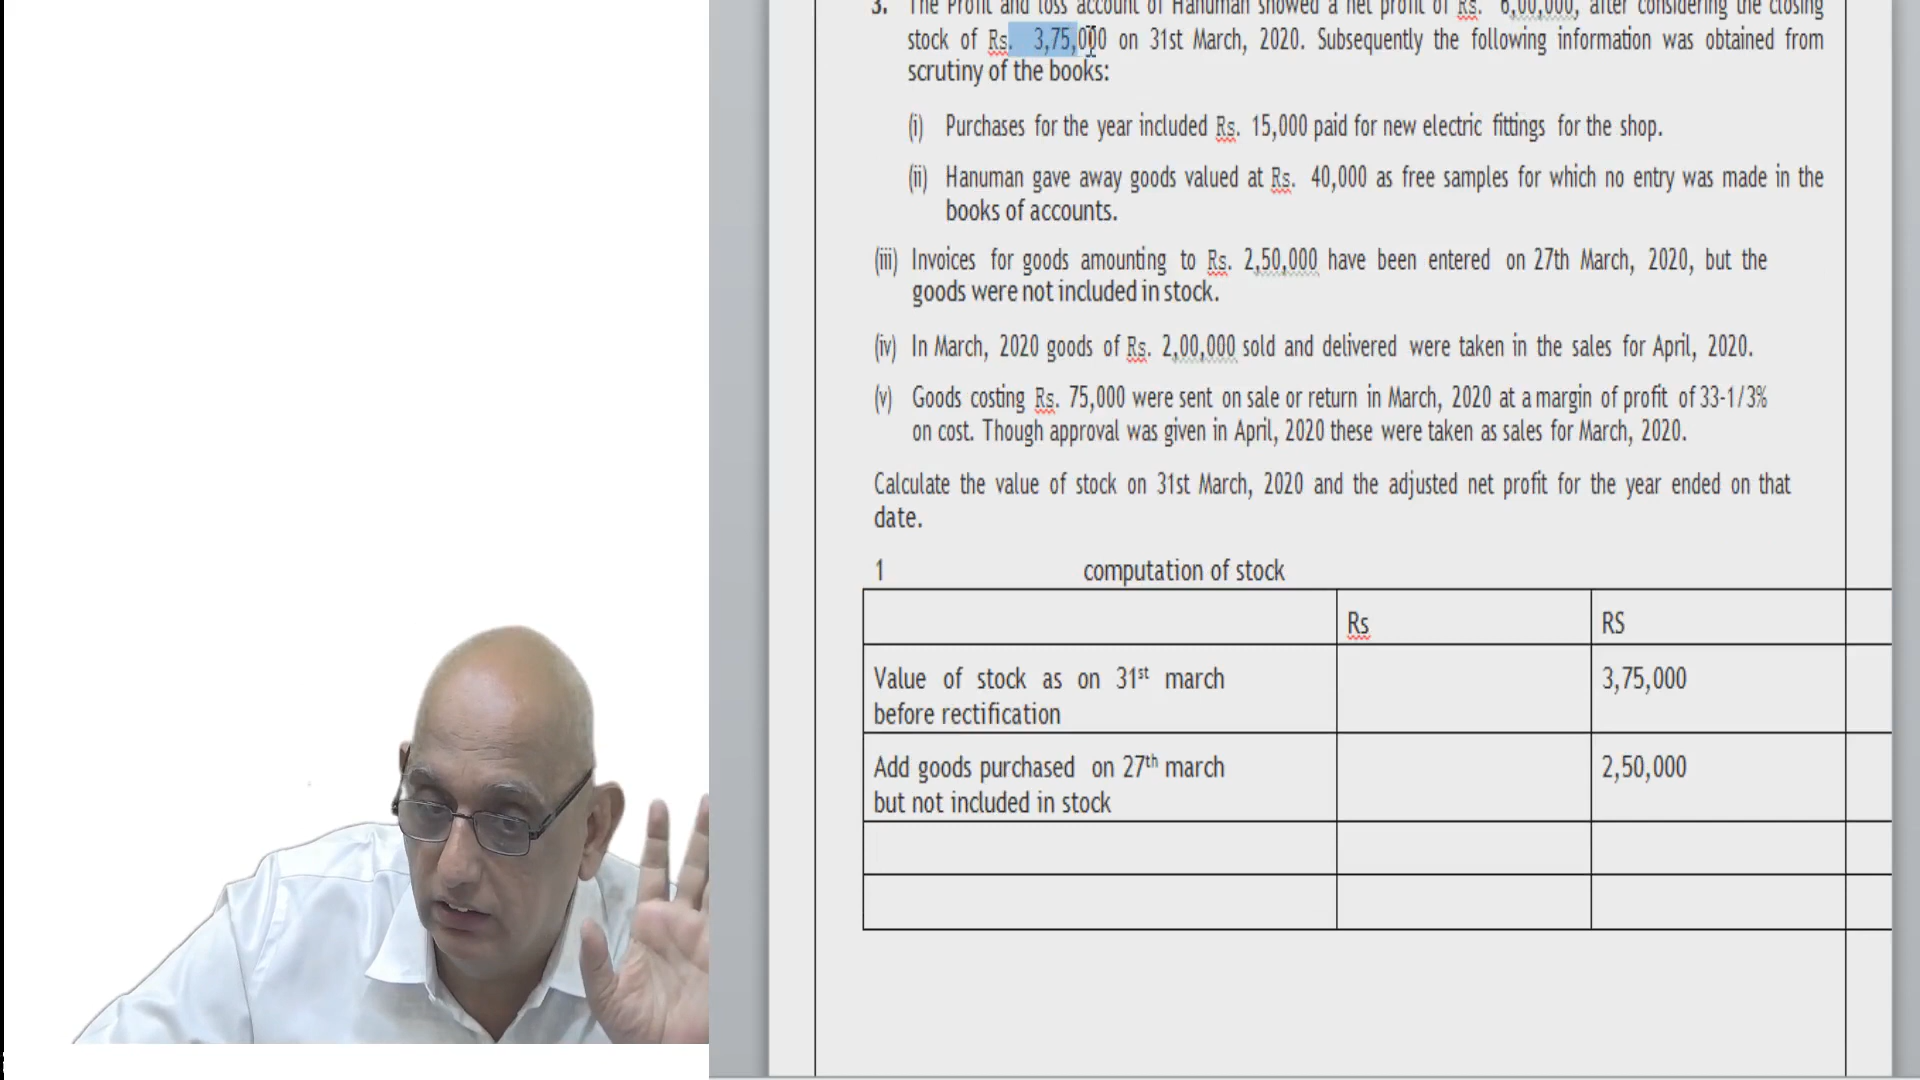 3. The Profit and loss account of Hanuman showed a net profit of Rs. 6,00,000, after considering the closing
stock of Rs. 3,75,000 on 31st March, 2020. Subsequently the following information was obtained from
scrutiny of the books:
(i) Purchases for the year included Rs. 15,000 paid for new electric fittings for the shop.
(ii) Hanuman gave away goods valued at Rs. 40,000 as free samples for which no entry was made in the
books of accounts.
(iii) Invoices for goods amounting to Rs. 2,50,000 have been entered on 27th March, 2020, but the
goods were not included in stock.
(iv) In March, 2020 goods of Rs. 2,00,000 sold and delivered were taken in the sales for April, 2020.
(v) Goods costing Rs. 75,000 were sent on sale or return in March, 2020 at a margin of profit of 33-1/3%
on cost. Though approval was given in April, 2020 these were taken as sales for March, 2020.
Calculate the value of stock on 31st March, 2020 and the adjusted net profit for the year ended on that
date.
1 computation of stock
Rs RS
Value of stock as on 31st march 3,75,000
before rectification
Add goods purchased on 27th march 2,50,000
but not included in stock